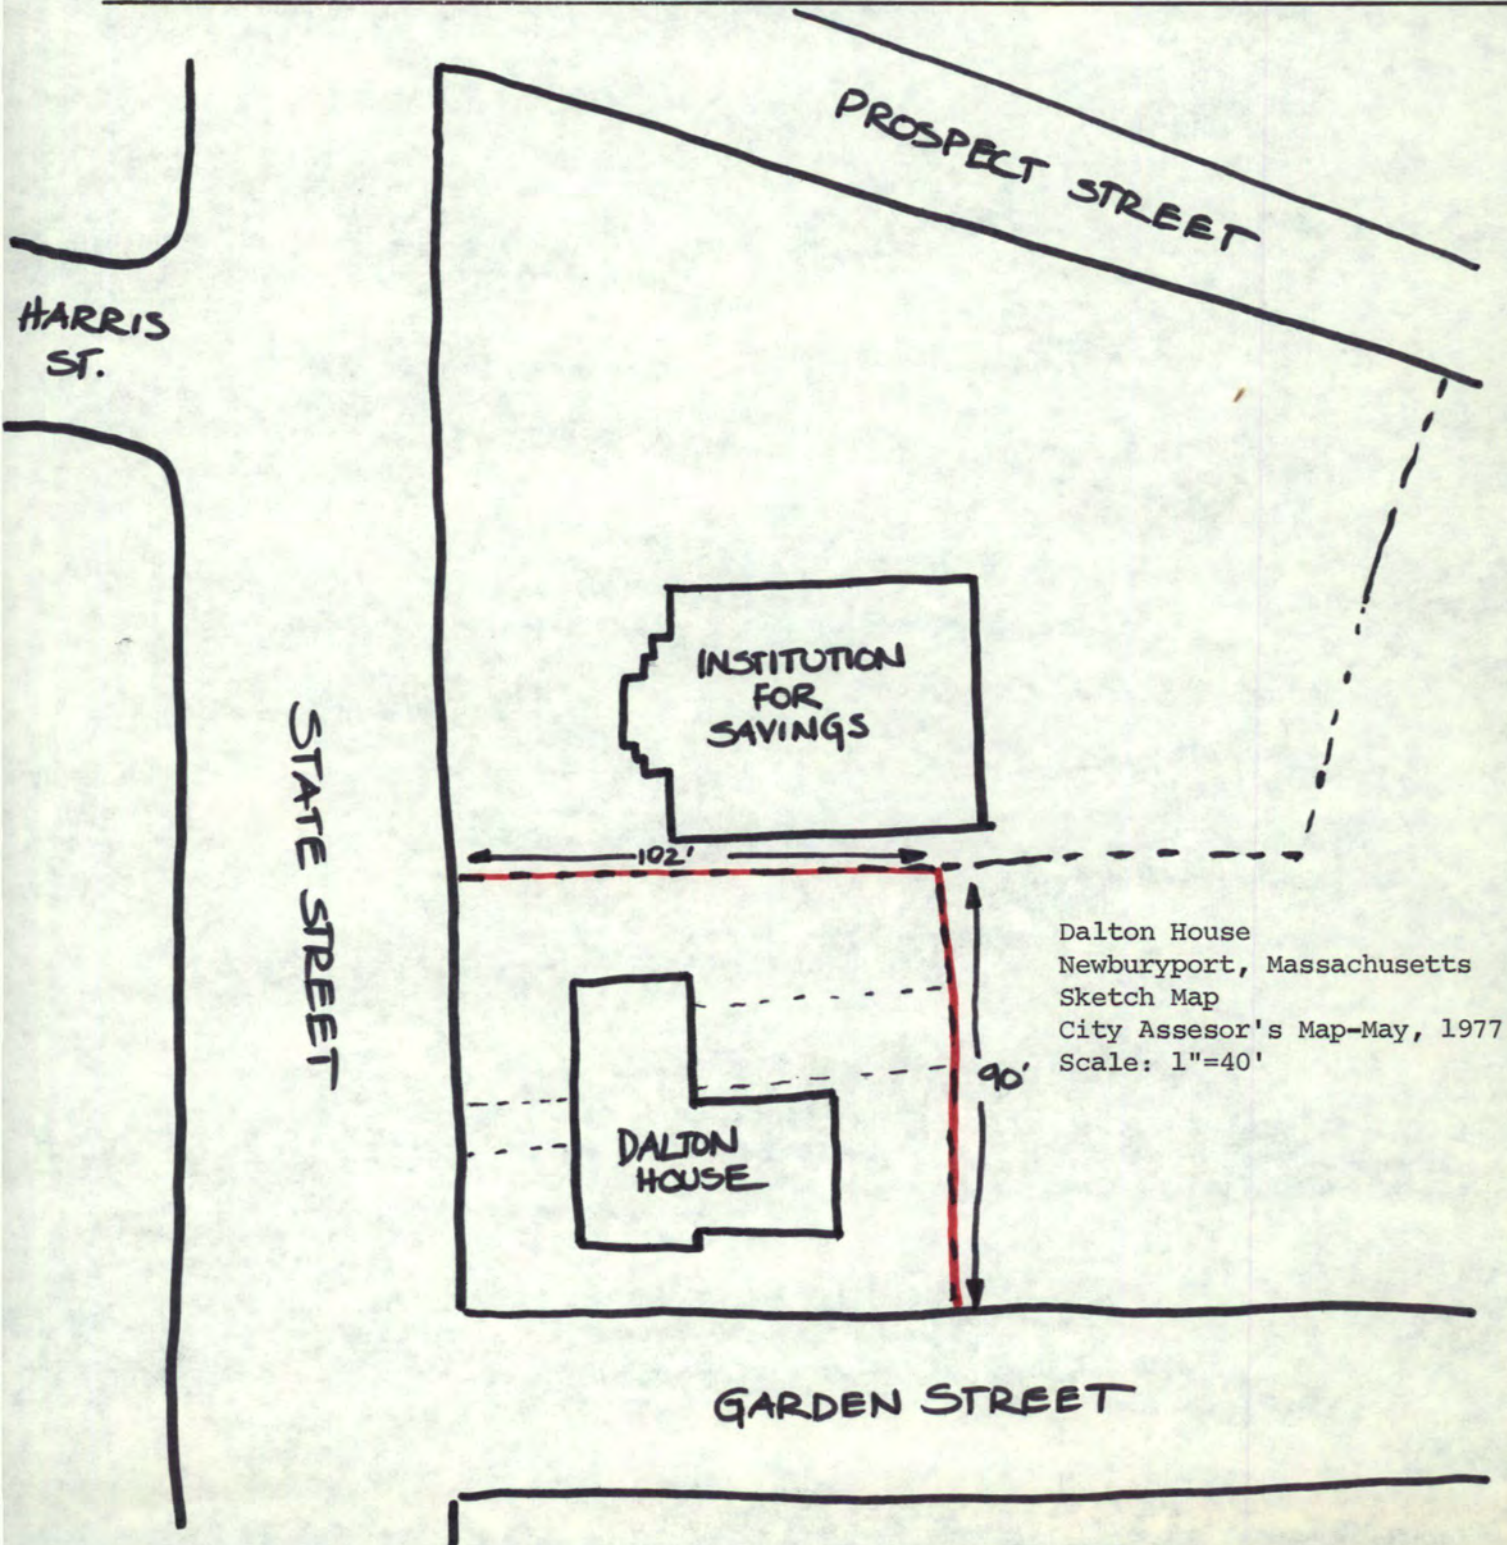 PROSPECT STREET
HARRIS
ST.
INSTITUTION
FOR
SAVINGS
STATE STREET
102'
Dalton House
Newburyport, Massachusetts
Sketch Map
City Assesor's Map-May, 1977
Scale: 1"=40'
90'
DALTON
HOUSE
GARDEN STREET